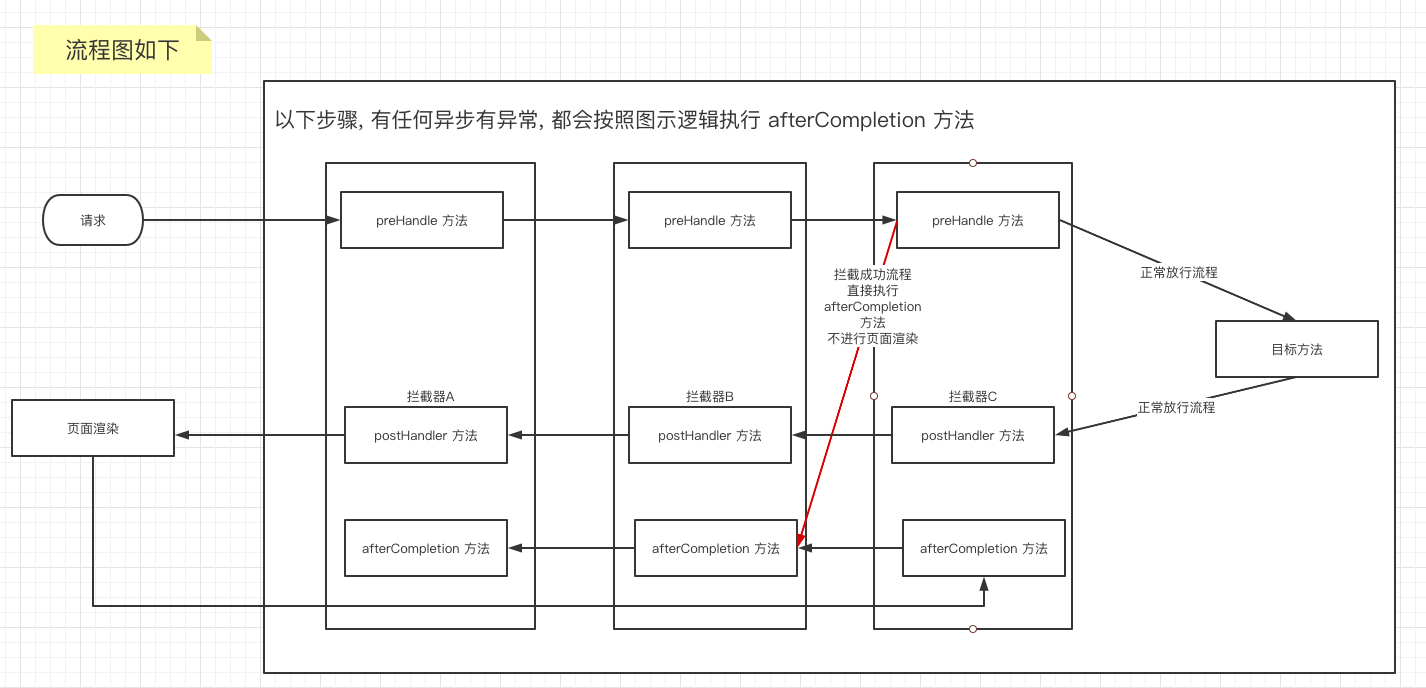 流程图如下
以下步骤, 有任何异步有异常, 都会按照图示逻辑执行 afterCompletion 方法
请求
preHandle 方法
preHandle 方法
preHandle 方法
正常放行流程
拦截成功流程
直接执行
afterCompletion
方法
不进行页面渲染
目标方法
拦截器A
拦截器B
拦截器C
正常放行流程
页面渲染
postHandler 方法
postHandler 方法
postHandler 方法
afterCompletion 方法
afterCompletion 方法
afterCompletion 方法